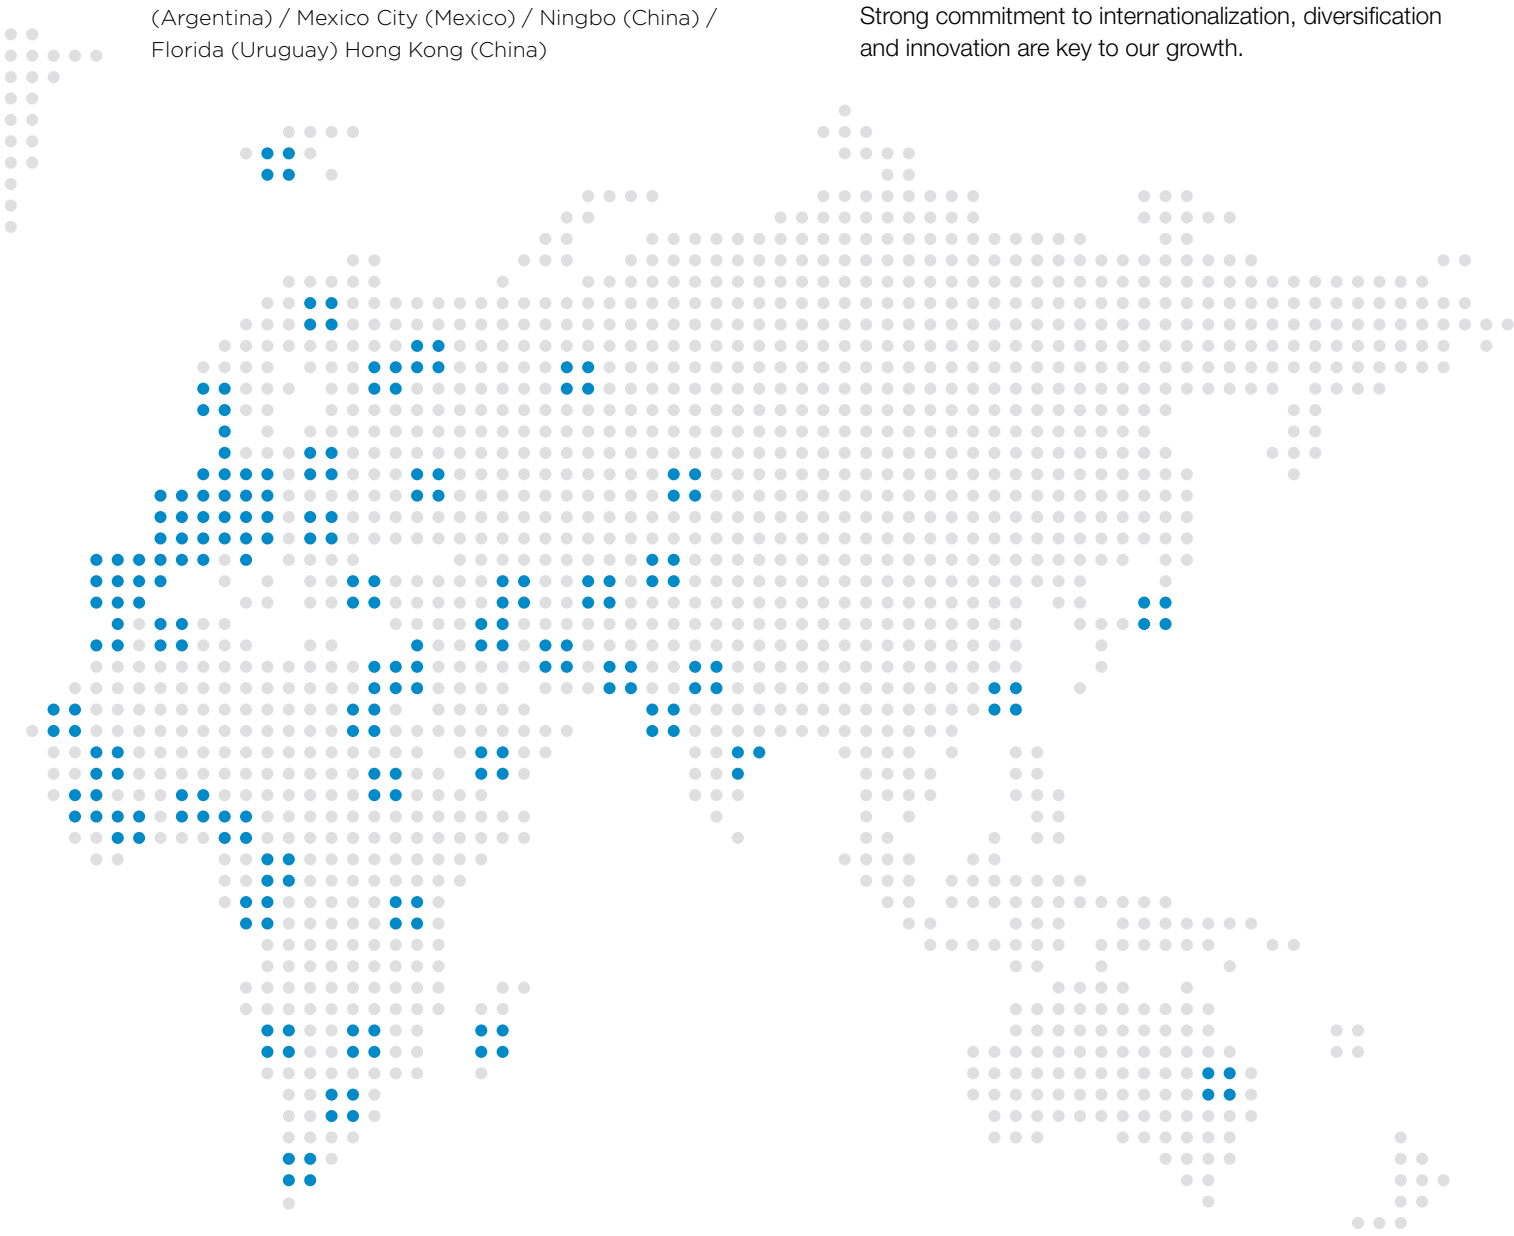 (Argentina) / Mexico City (Mexico) / Ningbo (China) /
Florida (Uruguay) Hong Kong (China)
Strong commitment to internationalization, diversification
and innovation are key to our growth.